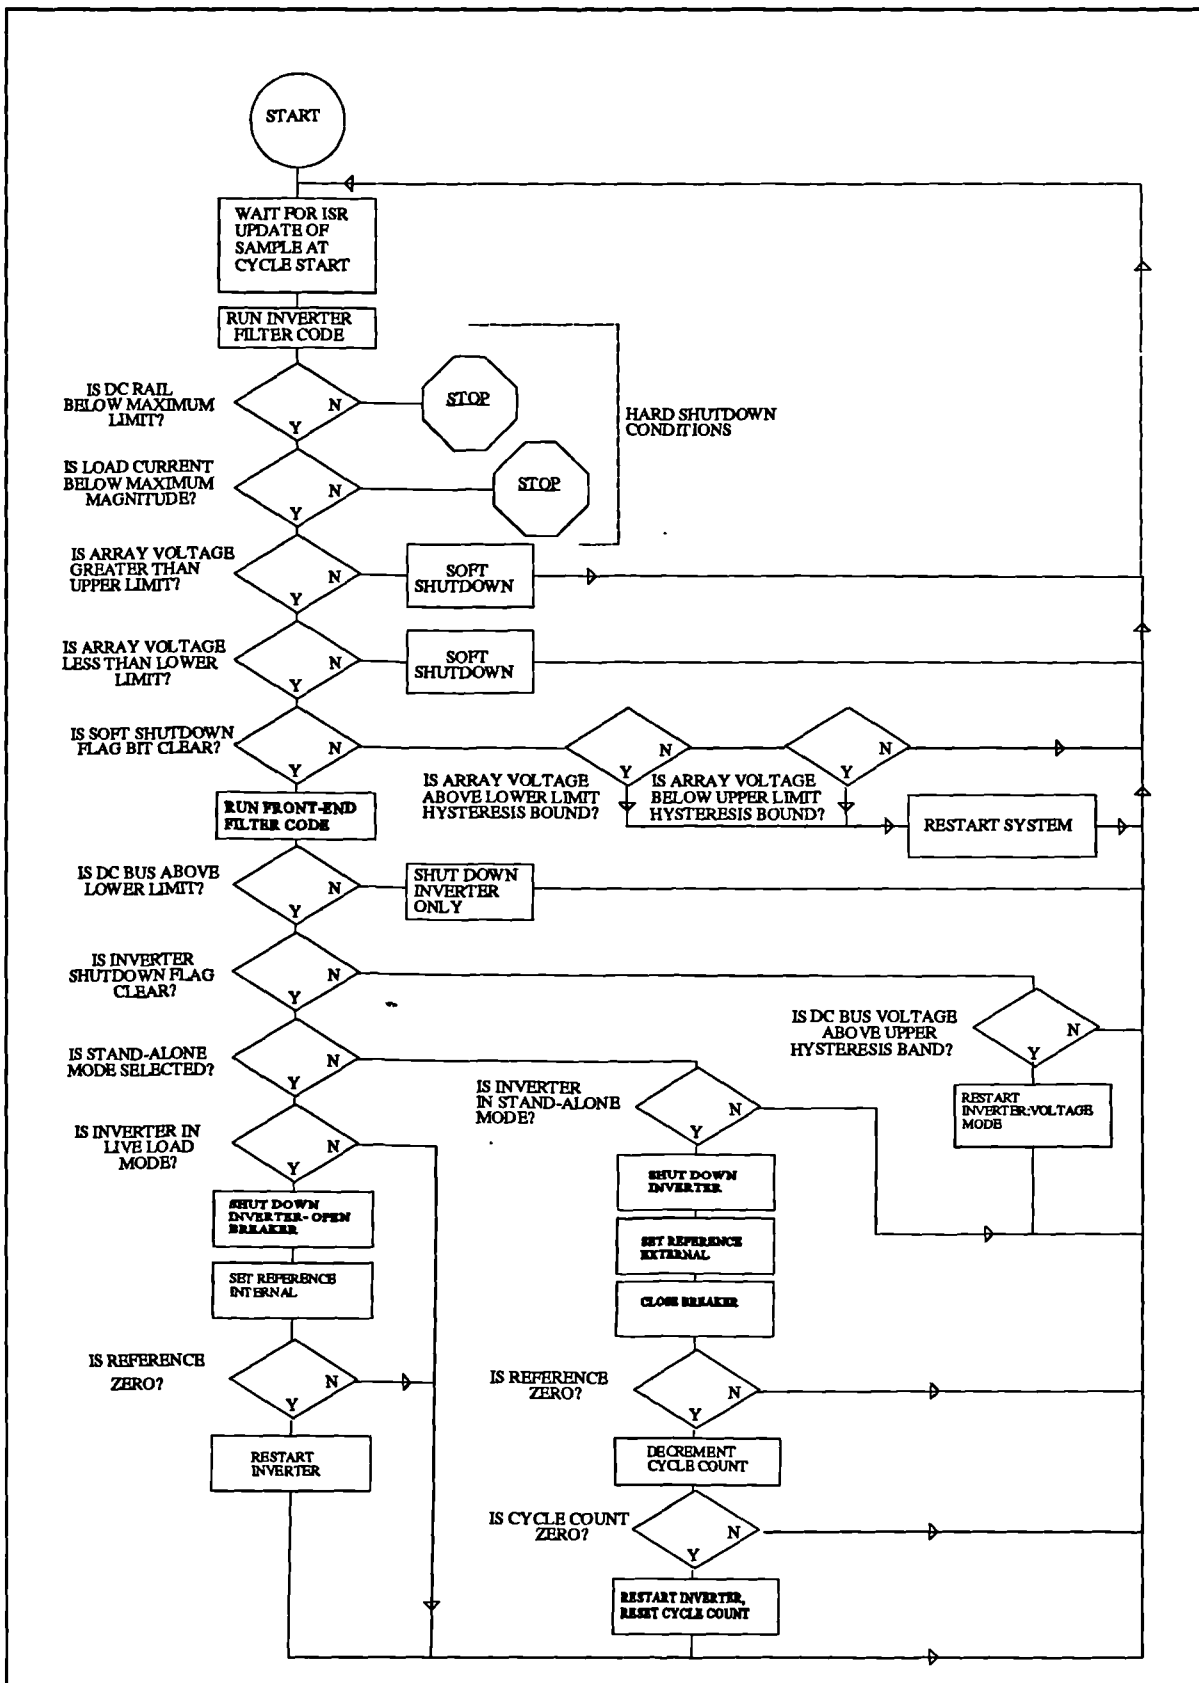 START
WAIT FOR ISR
UPDATE OF
SAMPLE AT
CYCLE START
RUN INVERTER
FILTER CODE
IS DC RAIL
BELOW MAXIMUM
LIMIT?
N
Y
STOP
HARD SHUTDOWN
CONDITIONS
IS LOAD CURRENT
BELOW MAXIMUM
MAGNITUDE?
N
Y
STOP
IS ARRAY VOLTAGE
GREATER THAN
UPPER LIMIT?
N
Y
SOFT
SHUTDOWN
IS ARRAY VOLTAGE
LESS THAN LOWER
LIMIT?
N
Y
SOFT
SHUTDOWN
IS SOFT SHUTDOWN
FLAG BIT CLEAR?
N
Y
N
Y
IS ARRAY VOLTAGE
ABOVE LOWER LIMIT
HYSTERESIS BOUND?
N
Y
IS ARRAY VOLTAGE
BELOW UPPER LIMIT
HYSTERESIS BOUND?
RESTART SYSTEM
RUN FRONT-END
FILTER CODE
IS DC BUS ABOVE
LOWER LIMIT?
N
Y
SHUT DOWN
INVERTER
ONLY
IS INVERTER
SHUTDOWN FLAG
CLEAR?
N
Y
IS DC BUS VOLTAGE
ABOVE UPPER
HYSTERESIS BAND?
N
Y
RESTART
INVERTER:VOLTAGE
MODE
IS STAND-ALONE
MODE SELECTED?
N
Y
IS INVERTER
IN STAND-ALONE
MODE?
N
Y
IS INVERTER IN
LIVE LOAD
MODE?
N
Y
SHUT DOWN
INVERTER- OPEN
BREAKER
SET REFERENCE
INTERNAL
IS REFERENCE
ZERO?
N
Y
RESTART
INVERTER
SHUT DOWN
INVERTER
SET REFERENCE
EXTERNAL
CLOSE BREAKER
IS REFERENCE
ZERO?
N
Y
DECREMENT
CYCLE COUNT
IS CYCLE COUNT
ZERO?
N
Y
RESTART INVERTER,
RESET CYCLE COUNT